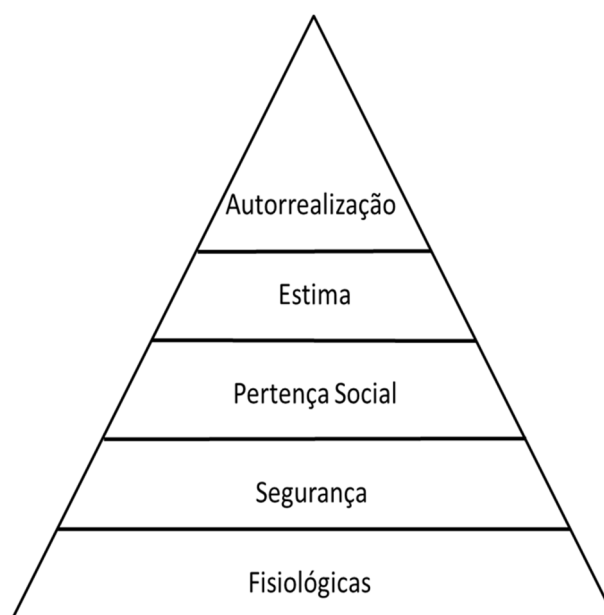 Autorrealização
Estima
Pertença Social
Segurança
Fisiológicas